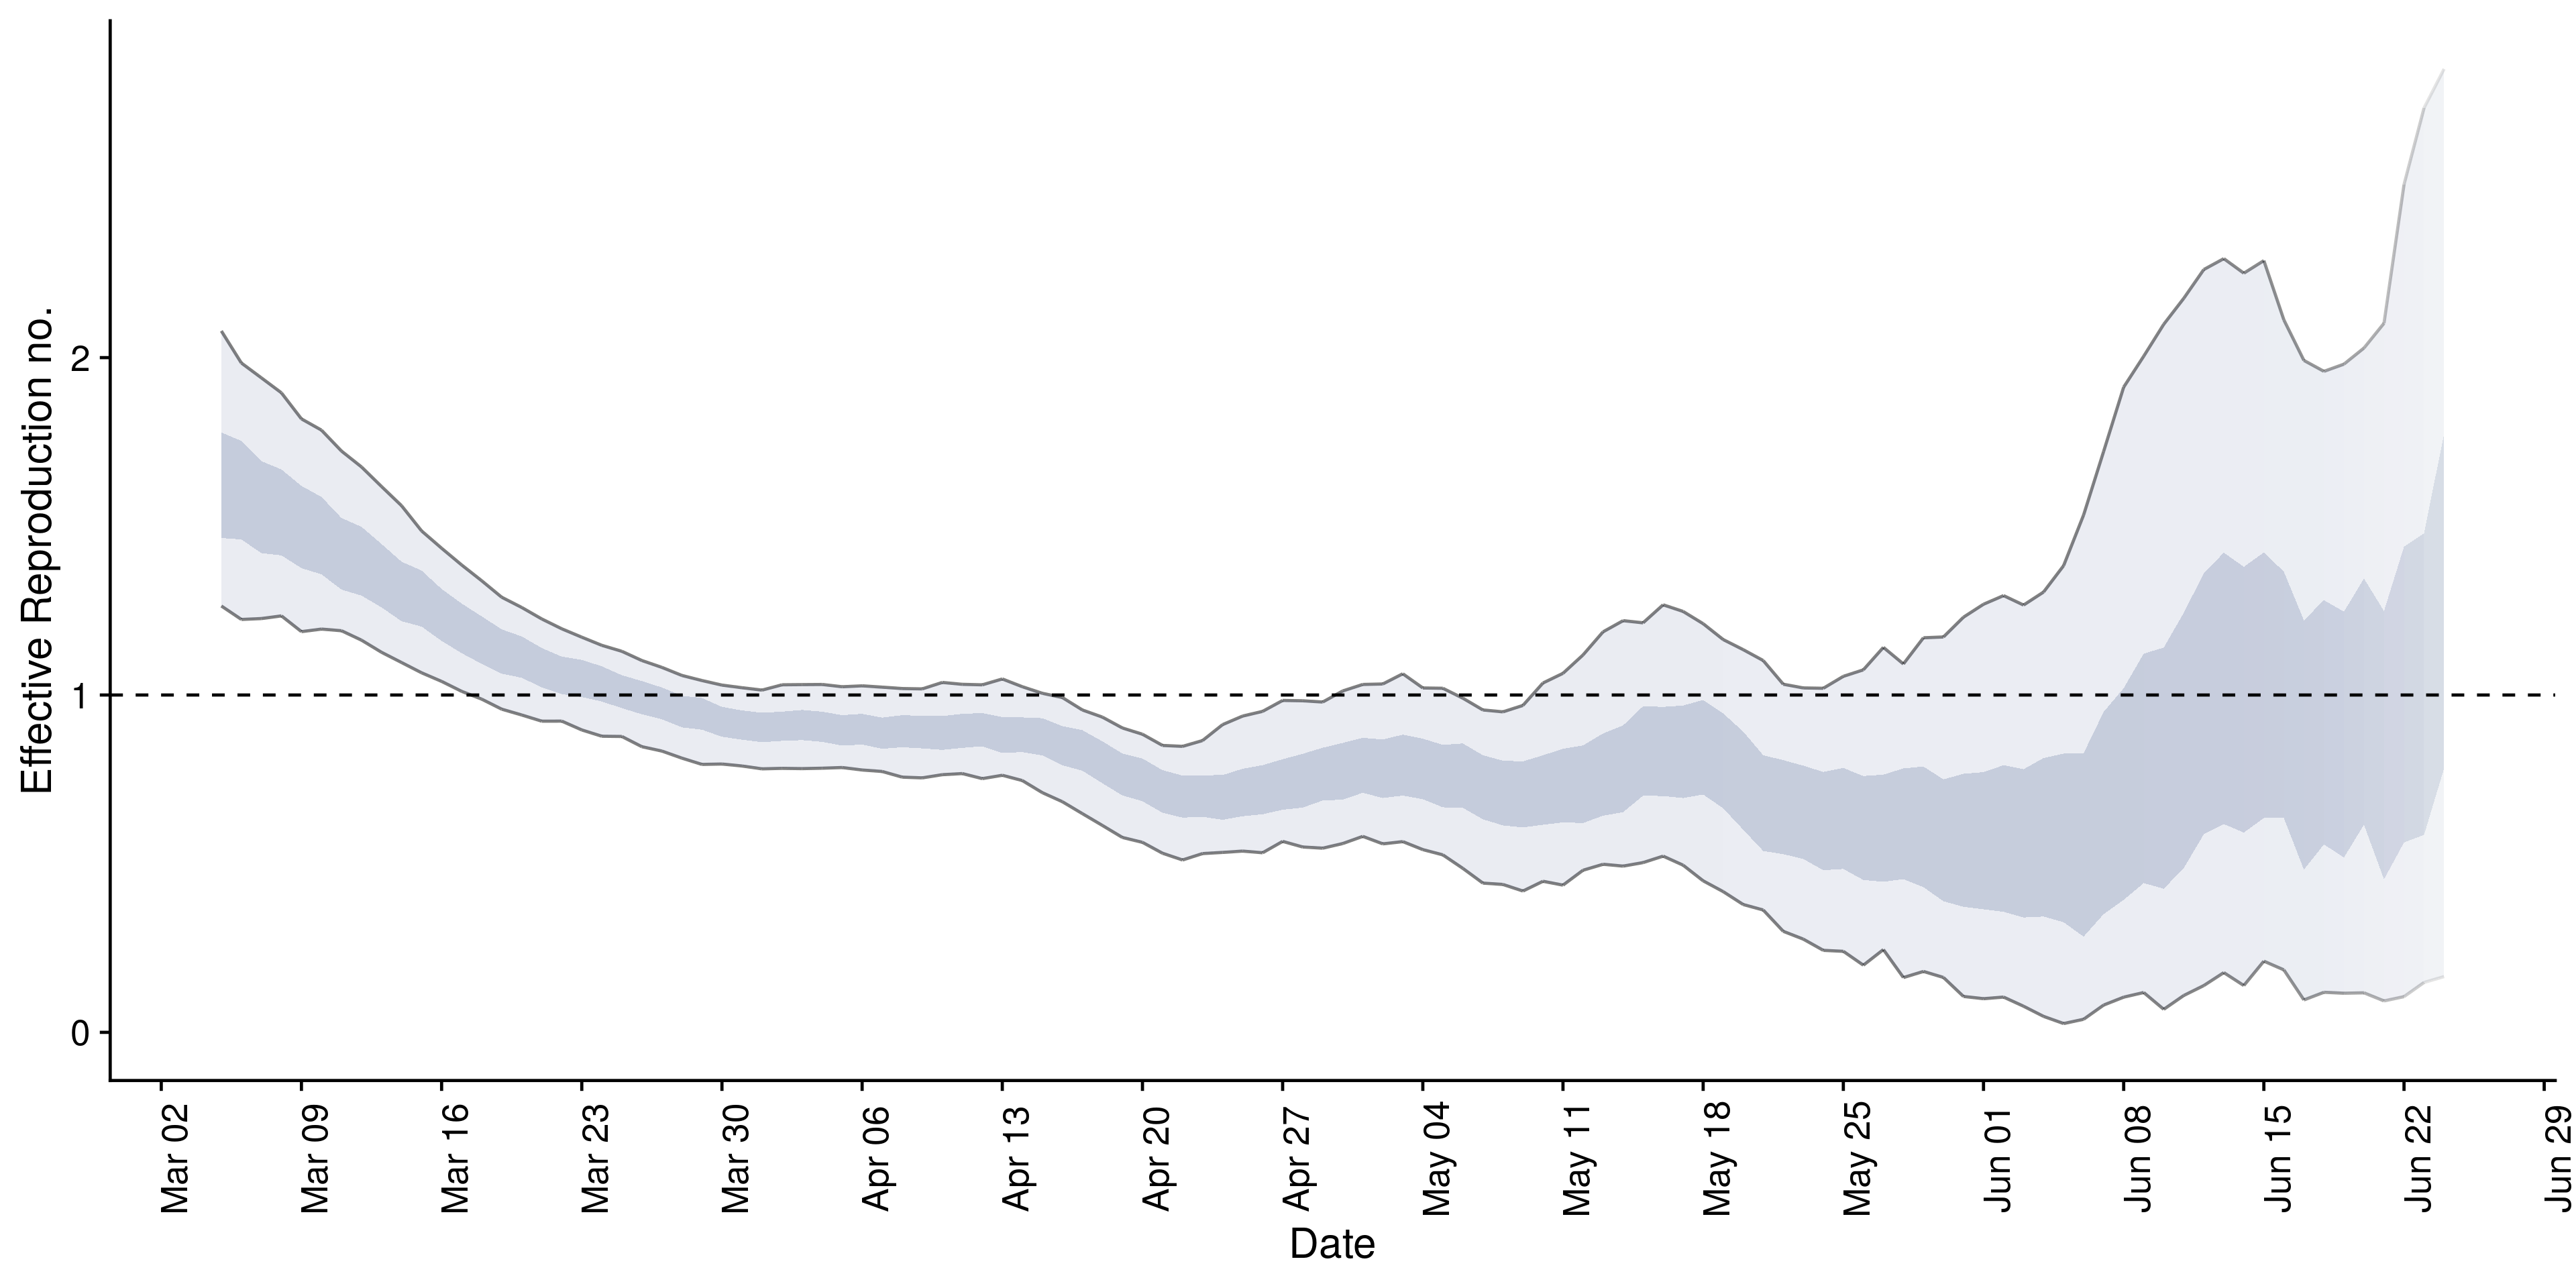 Effective Reproduction no.
2
1
0
Mar 02
Mar 09
Mar 16
Mar 23
Mar 30
Apr 06
Apr 13
Apr 20
Apr 27
May 04
May 11
May 18
May 25
Jun 01
Jun 08
Jun 15
Jun 22
Jun 29
Date